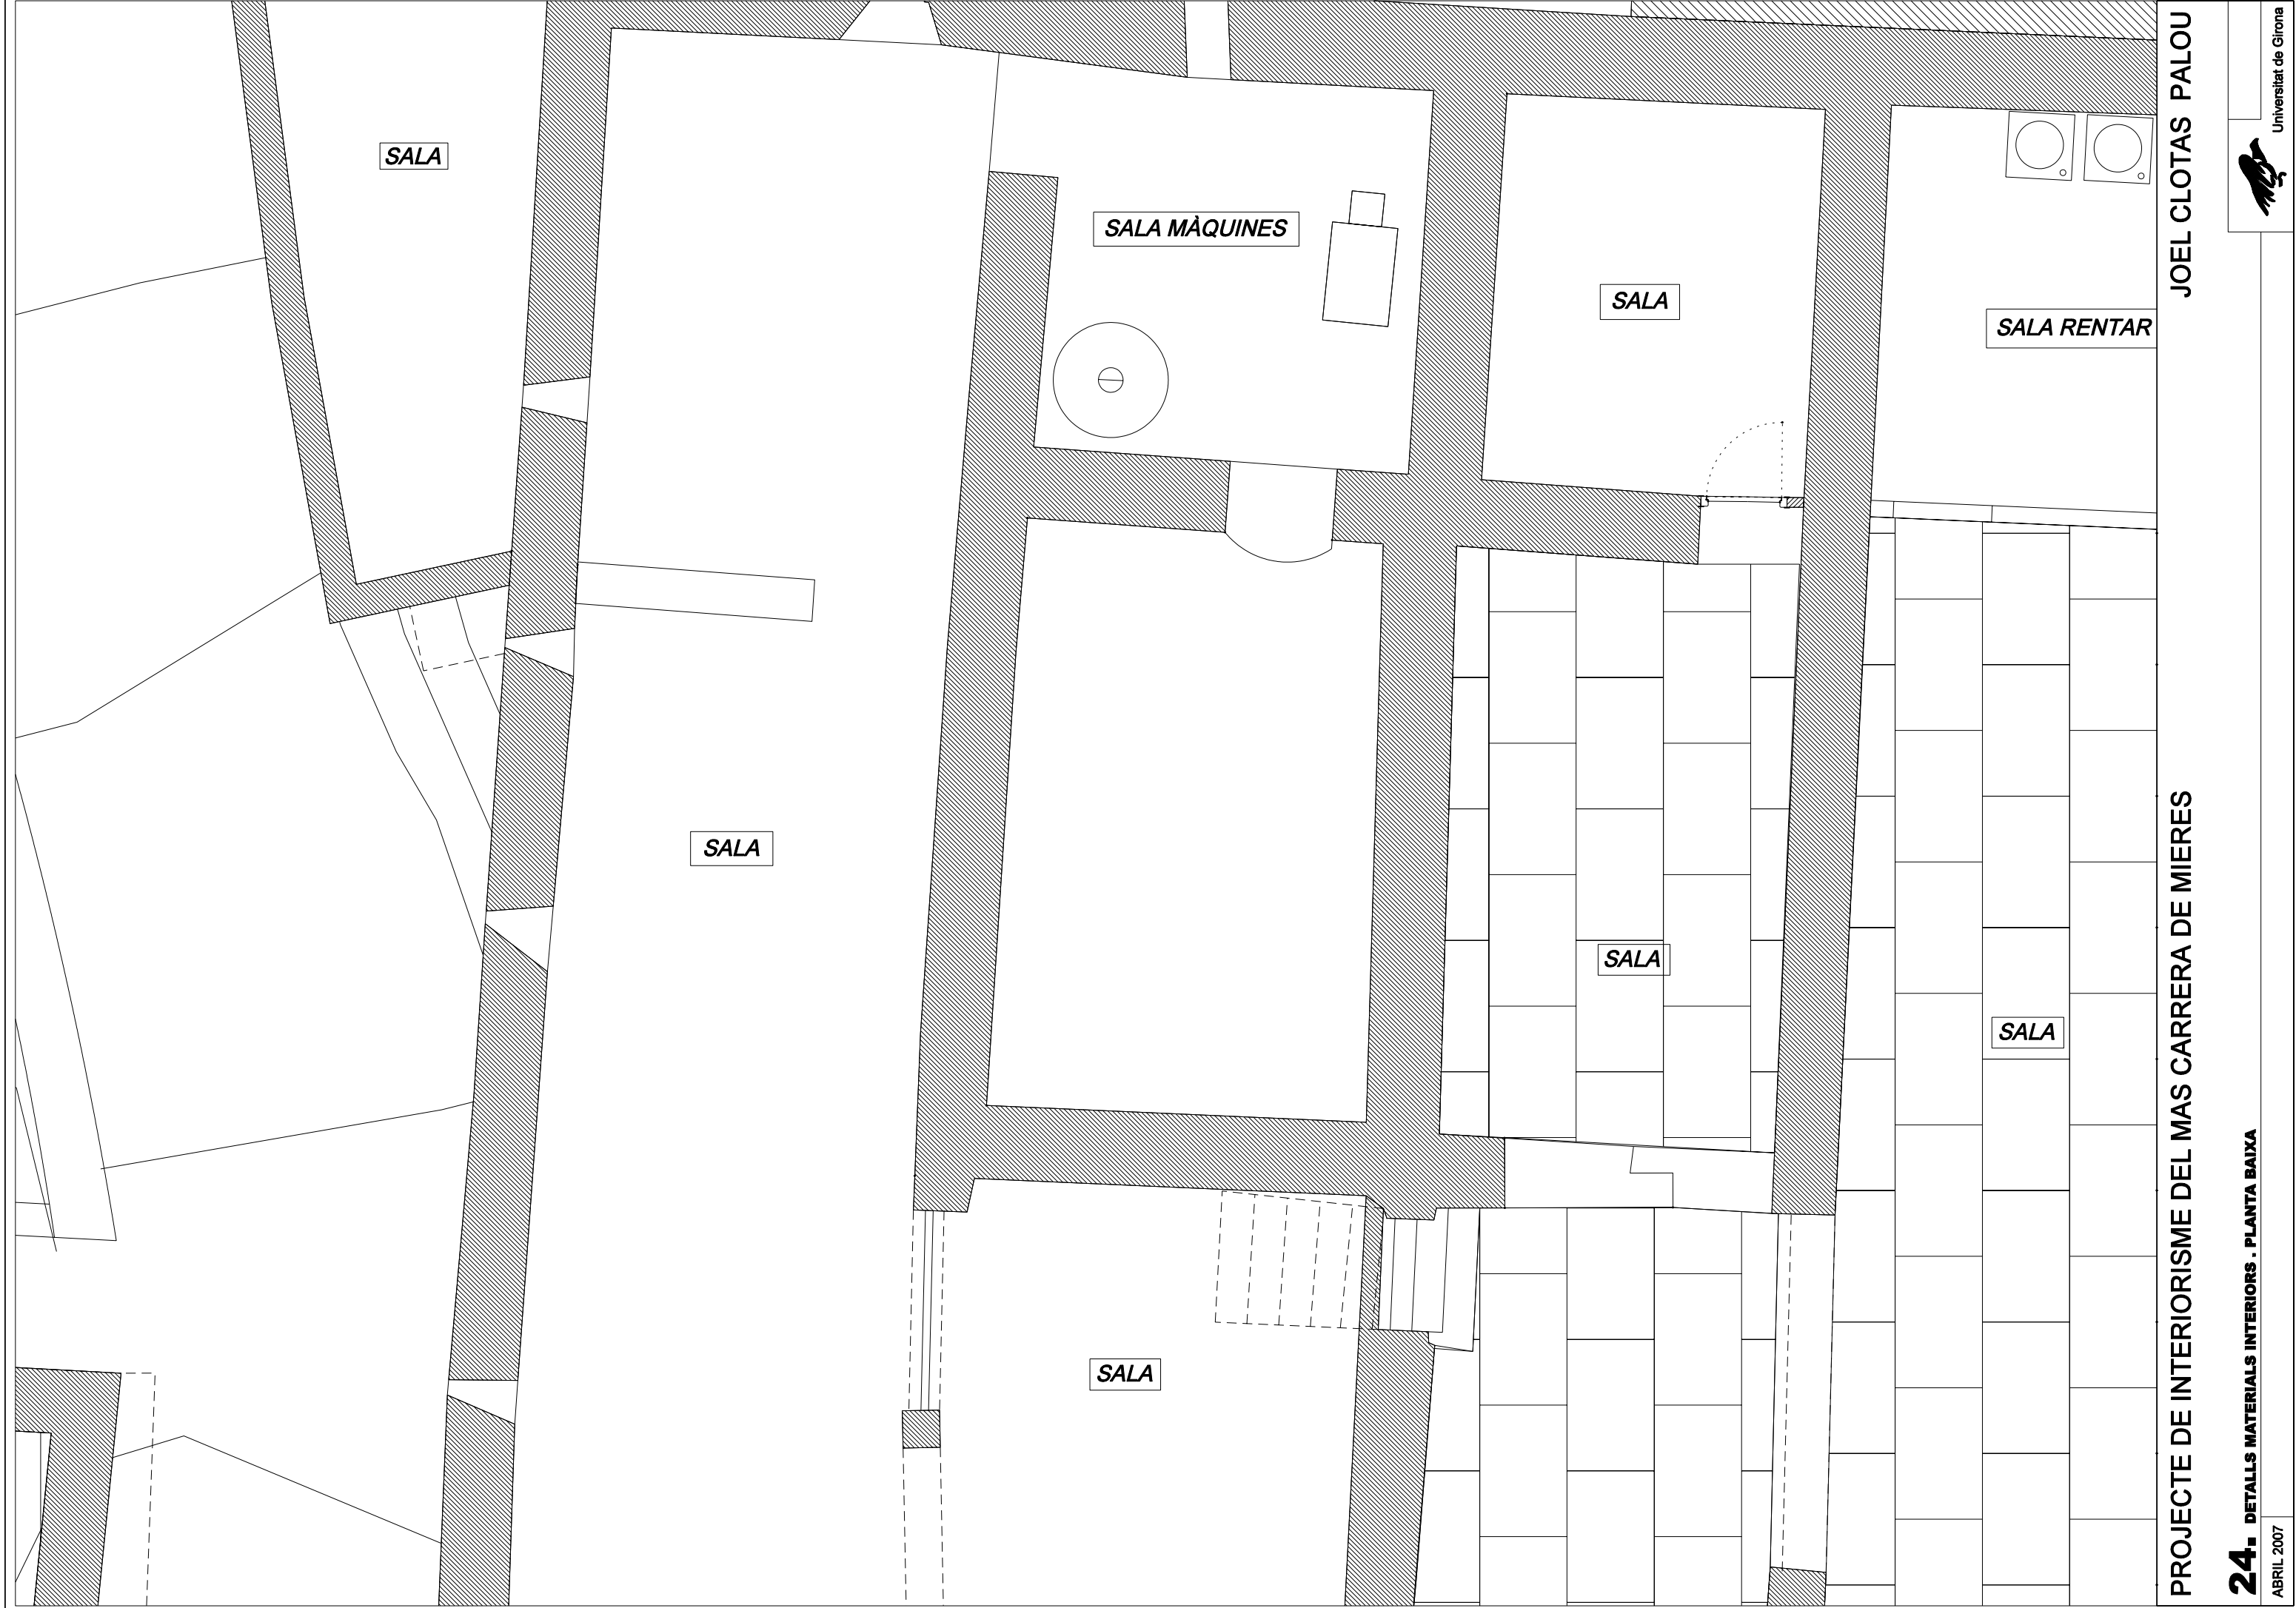 SALA
SALA MÀQUINES
SALA
SALA RENTAR
SALA
SALA
SALA
SALA
PROJECTE DE INTERIORISME DEL MAS CARRERA DE MIERES
JOEL CLOTAS PALOU
24. DETALLS MATERIALS INTERIORS . PLANTA BAIXA
ABRIL 2007
Universitat de Girona